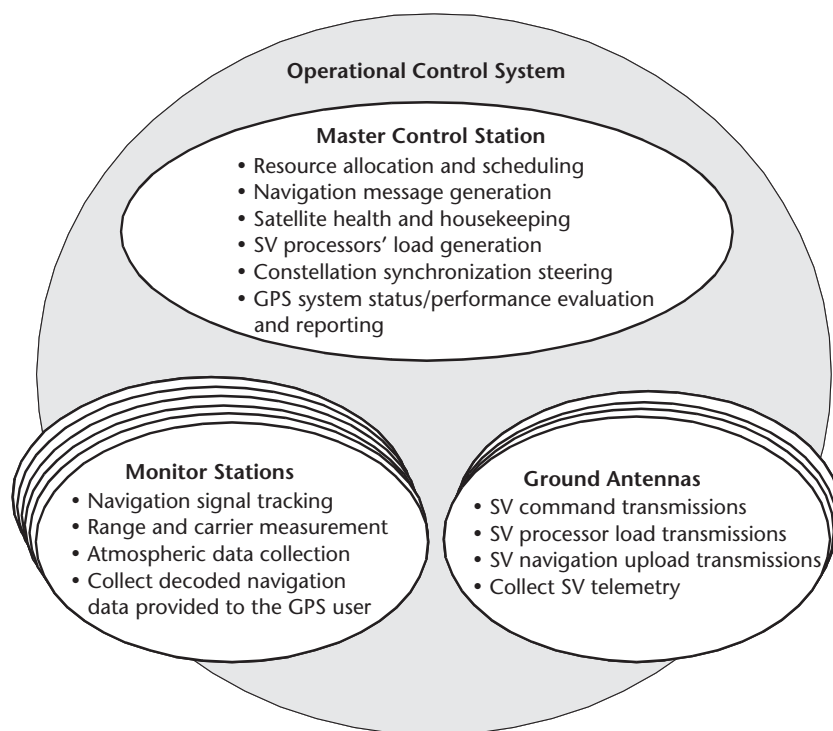 Operational Control System
Master Control Station
• Resource allocation and scheduling
• Navigation message generation
• Satellite health and housekeeping
• SV processors’ load generation
• Constellation synchronization steering
• GPS system status/performance evaluation
and reporting
Monitor Stations
• Navigation signal tracking
• Range and carrier measurement
• Atmospheric data collection
• Collect decoded navigation
data provided to the GPS user
Ground Antennas
• SV command transmissions
• SV processor load transmissions
• SV navigation upload transmissions
• Collect SV telemetry